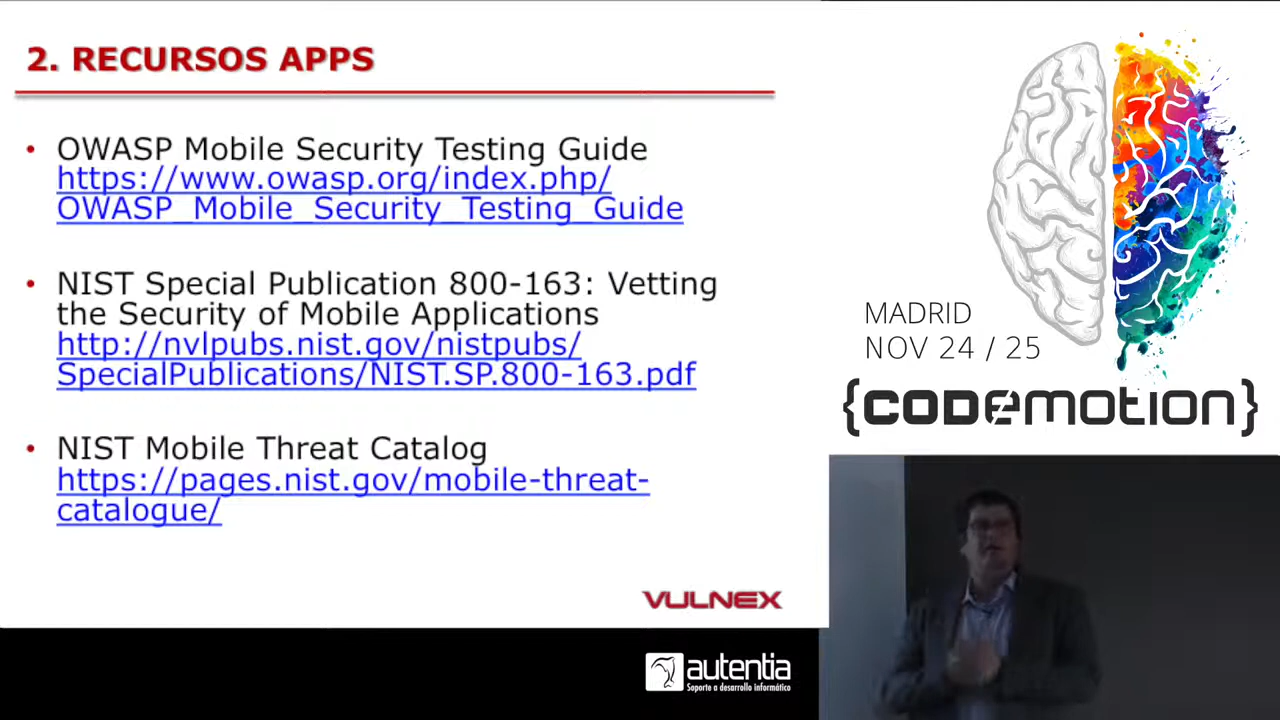 2. RECURSOS APPS
• OWASP Mobile Security Testing Guide
https://www.owasp.org/index.php/
OWASP_Mobile_Security_Testing_Guide
• NIST Special Publication 800-163: Vetting
the Security of Mobile Applications
http://nvlpubs.nist.gov/nistpubs/
SpecialPublications/NIST.SP.800-163.pdf
• NIST Mobile Threat Catalog
https://pages.nist.gov/mobile-threat-
catalogue/
VULNEX
MADRID
NOV 24 / 25
{CODEMOTION}
autentia
Soporte a desarrollo informático